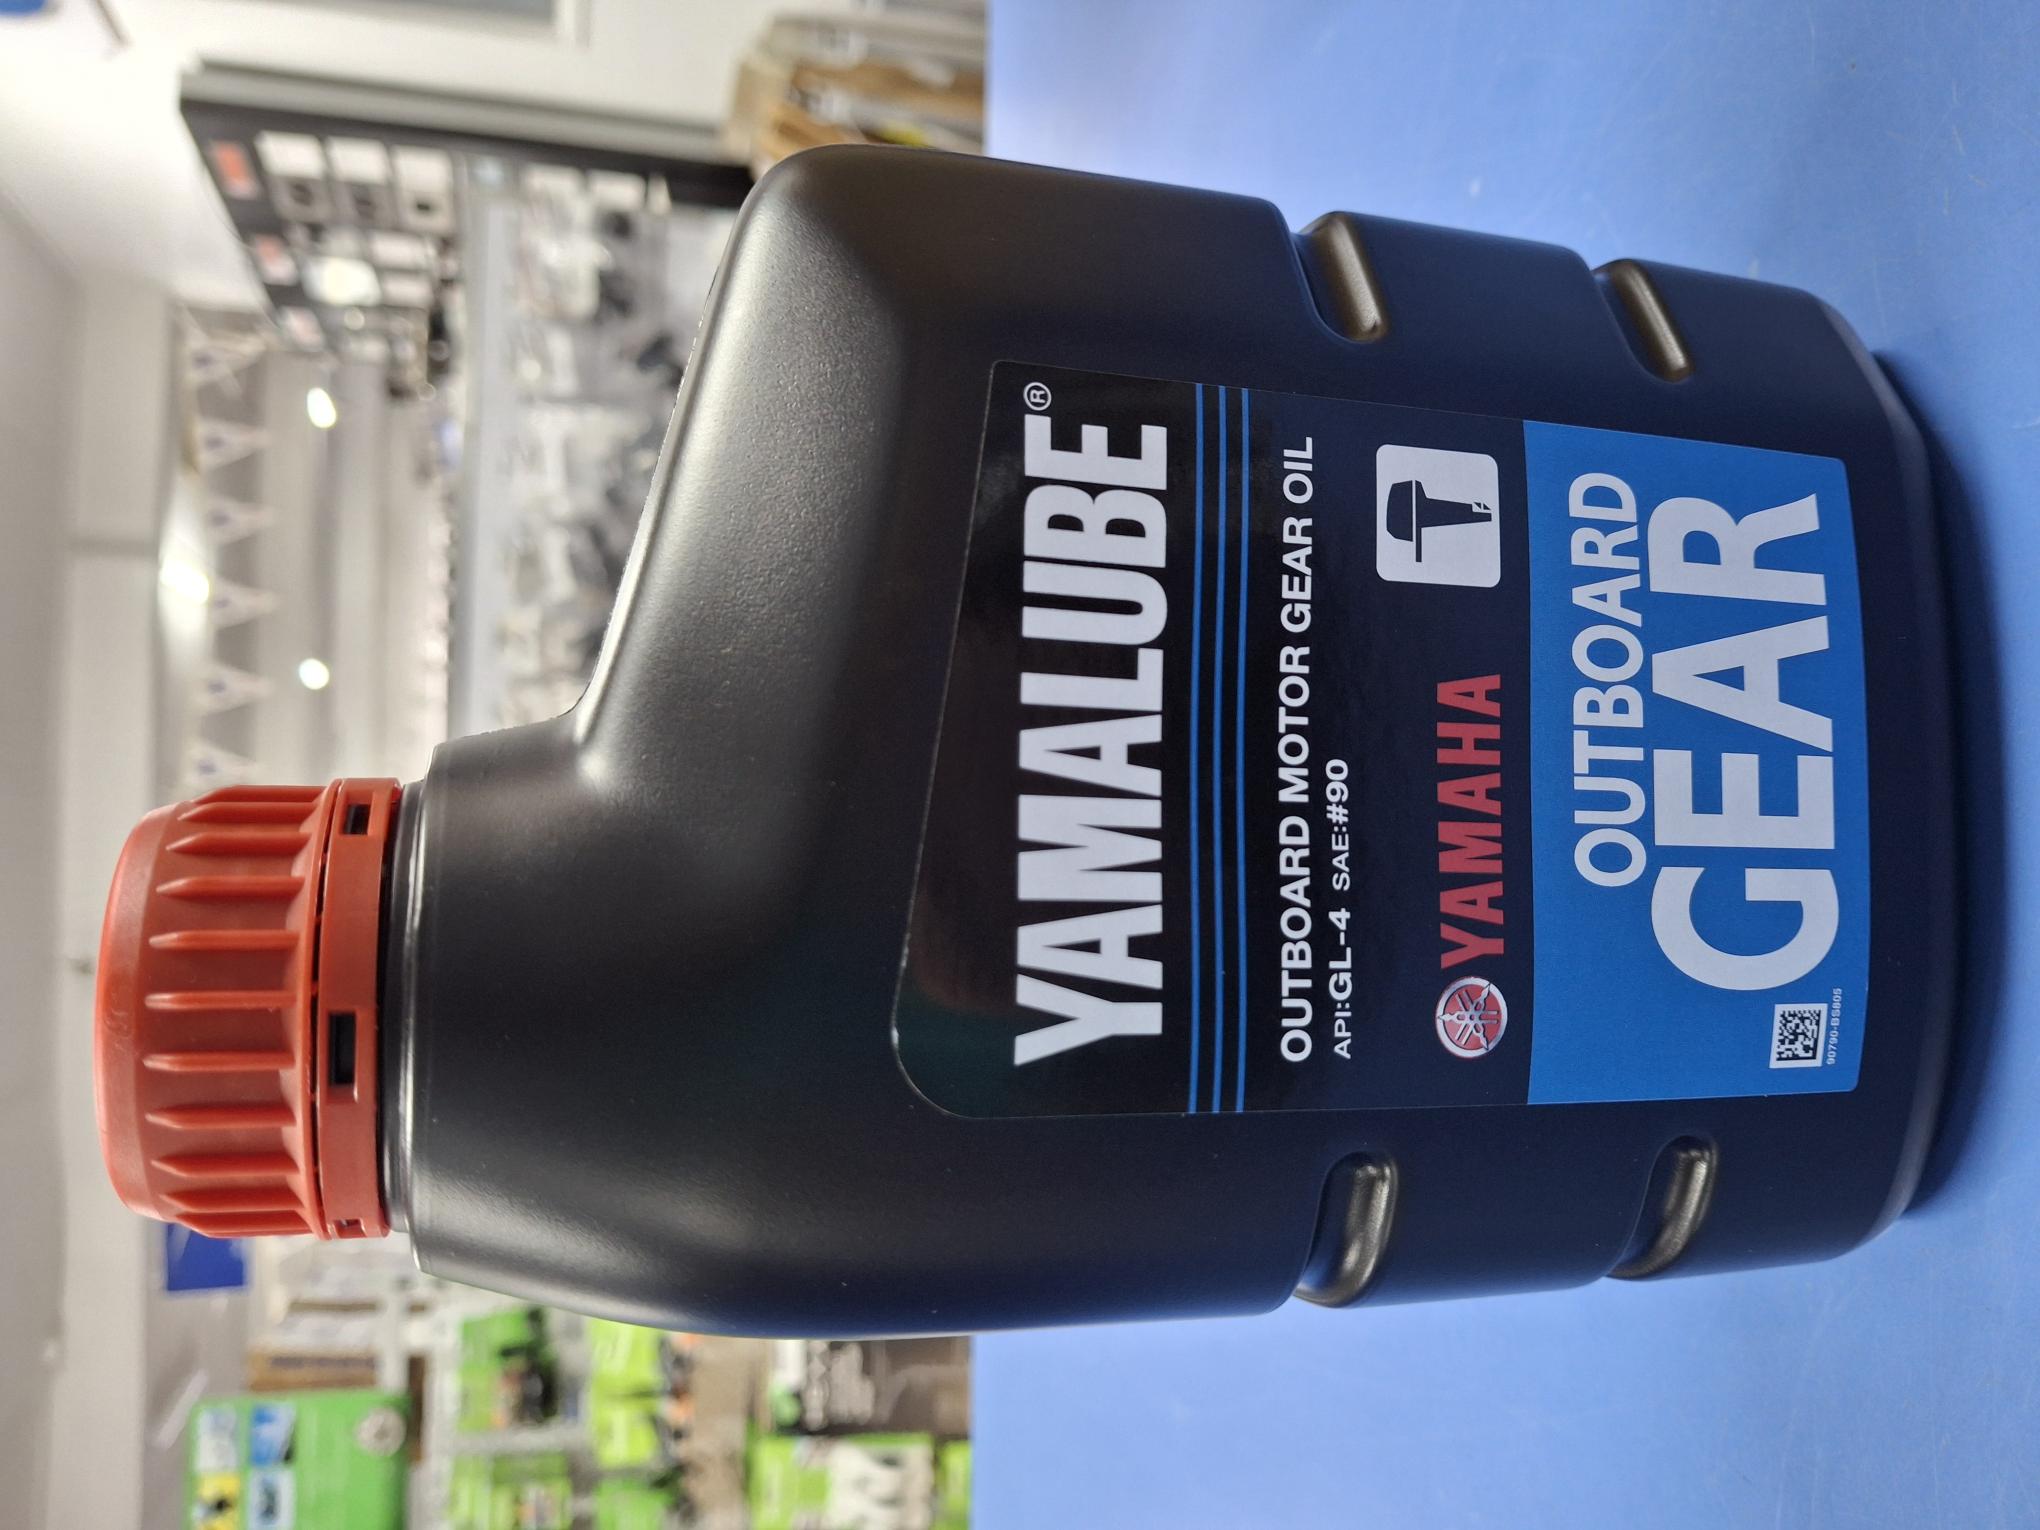 YAMALUBE®
OUTBOARD MOTOR GEAR OIL
API:GL-4 SAE:#90
YAMAHA
OUTBOARD
GEAR
90790-BS805